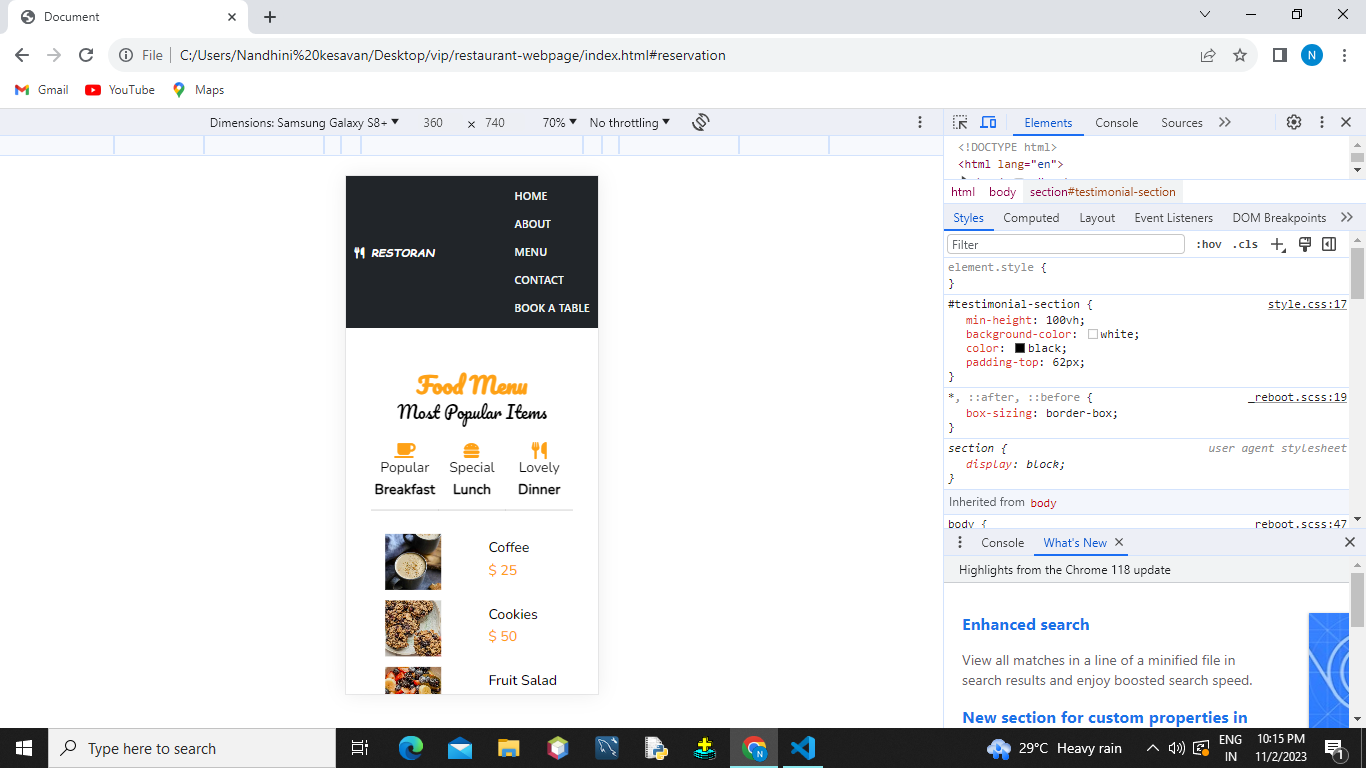 Document
File
C:/Users/Nandhini%20kesavan/Desktop/vip/restaurant-webpage/index.html#reservation
N
Gmail
YouTube
Maps
Dimensions: Samsung Galaxy S8+
360
×
740
70%
No throttling
Elements
Console
Sources
<!DOCTYPE html>
<html lang="en">
html
body
section#testimonial-section
Styles
Computed
Layout
Event Listeners
DOM Breakpoints
Filter
:hov
.cls
element.style {
}
#testimonial-section {
style.css:17
min-height: 100vh;
background-color: white;
color: black;
padding-top: 62px;
}
*, ::after, ::before {
_reboot.scss:19
box-sizing: border-box;
}
section {
user agent stylesheet
display: block;
}
Inherited from body
body {
_reboot.scss:47
Console
What's New
Highlights from the Chrome 118 update
Enhanced search
View all matches in a line of a minified file in
search results and enjoy boosted search speed.
New section for custom properties in
HOME
ABOUT
RESTORAN
MENU
CONTACT
BOOK A TABLE
Food Menu
Most Popular Items
Popular
Breakfast
Special
Lunch
Lovely
Dinner
Coffee
$ 25
Cookies
$ 50
Fruit Salad
Type here to search
N
29°C Heavy rain
ENG
IN
10:15 PM
11/2/2023
1